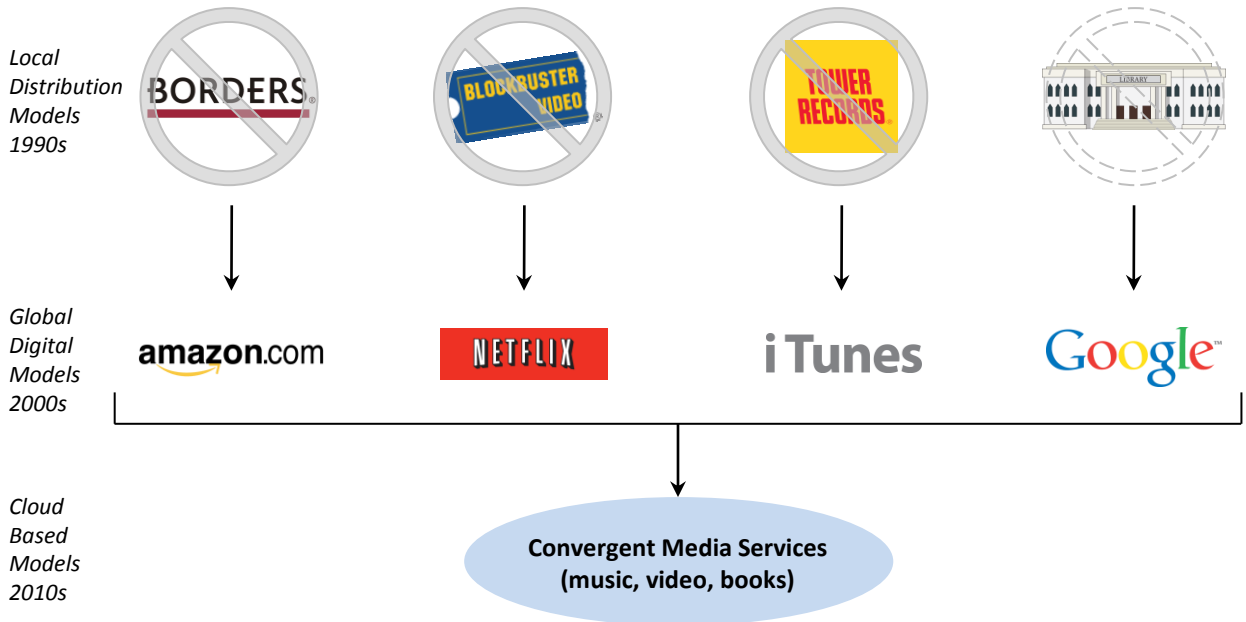 Local
Distribution
Models
1990s
BORDERS®
BLOCKBUSTER
VIDEO
®
TOWER
RECORDS®
LIBRARY
Global
Digital
Models
2000s
amazon.com
NETFLIX
iTunes
Google™
Cloud
Based
Models
2010s
Convergent Media Services
(music, video, books)